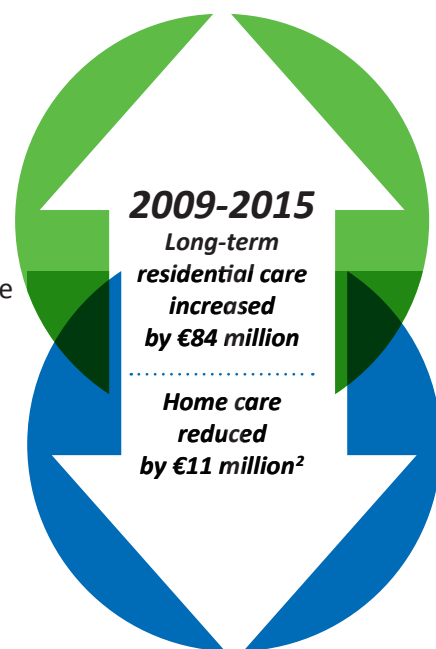 2009-2015
Long-term
residential care
increased
by €84 million
Home care
reduced
by €11 million²
e